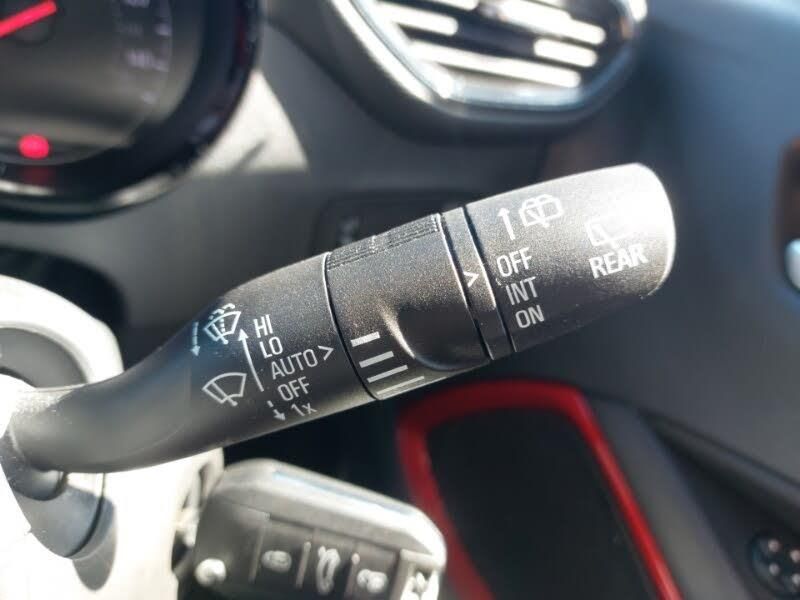 HI
LO
AUTO >
OFF
1x
>
OFF
INT
ON
REAR